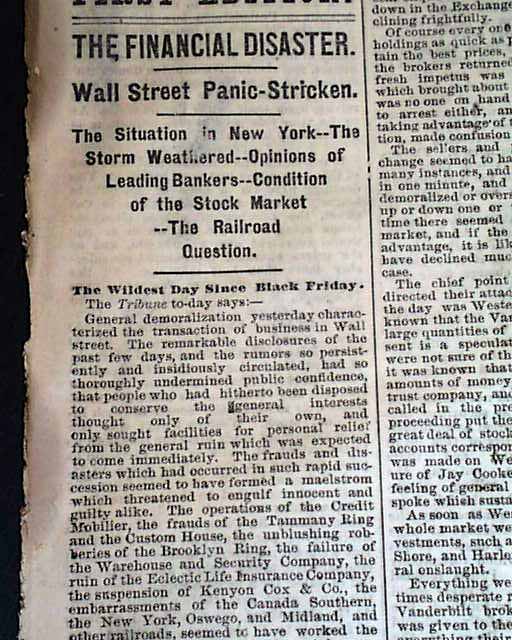 FIRST EDITION.
THE FINANCIAL DISASTER.
Wall Street Panic-Stricken.
The Situation in New York--The
Storm Weathered--Opinions of
Leading Bankers--Condition
of the Stock Market
--The Railroad
Question.
The Wildest Day Since Black Friday.
The Tribune to-day says:—
General demoralization yesterday charac-
terized the transaction of business in Wall
street. The remarkable disclosures of the
past few days, and the rumors so persist-
ently and insidiously circulated, had so
thoroughly undermined public confidence,
that people who had hitherto been disposed
to conserve the general interests
thought only of their own, and
only sought facilities for personal relief
from the general ruin which was expected
to come immediately. The frauds and dis-
asters which had occurred in such rapid suc-
cession seemed to have formed a maelstrom
which threatened to engulf innocent and
guilty alike. The operations of the Credit
Mobilier, the frauds of the Tammany Ring
and the Custom House, the unblushing rob-
beries of the Brooklyn Ring, the failure of
the Warehouse and Security Company, the
ruin of the Eclectic Life Insurance Company,
the suspension of Kenyon Cox & Co., the
embarrassments of the Canada Southern,
the New York, Oswego, and Midland, and
other railroads, seemed to have worked the
down in the Exchange
clining frightfully.
Of course every one
holdings as quick as p
tain the best prices,
the brokers returned
fresh impetus was
which brought about
was no one on hand
to arrest either, an
taking advantage of t
tion, made confusion
The sellers and
change seemed to ha
many instances, and
in one minute, and
demoralized or overs
up or down one or
time there seemed
market, and if the
advantage, it is lik
have declined muc
case.
The chief point
directed their attac
the day was Weste
known that the Van
large quantities of
sent is a speculat
were not sure of th
it was known that
amounts of money
trust company, and
called in the pre
proceeding put the
great deal of stock
accounts correspon
was made on We
ure of Jay Cooke
feeling of general
spoke which susta
As soon as Wes
whole market we
vestments, such a
Shore, and Harle
ral onslaught.
Everything we
times desperate r
Vanderbilt brok
was given to the